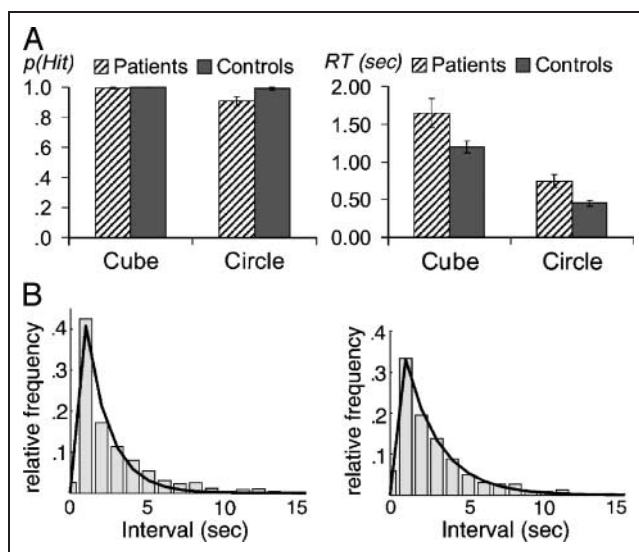 A
p(Hit) Patients Controls
1.0
.8
.6
.4
.2
.0
Cube Circle
RT (sec) Patients Controls
2.00
1.50
1.00
0.50
0.00
Cube Circle
B
relative frequency
.4
.3
.2
.1
0 5 10 15
Interval (sec)
relative frequency
.4
.3
.2
.1
0 5 10 15
Interval (sec)